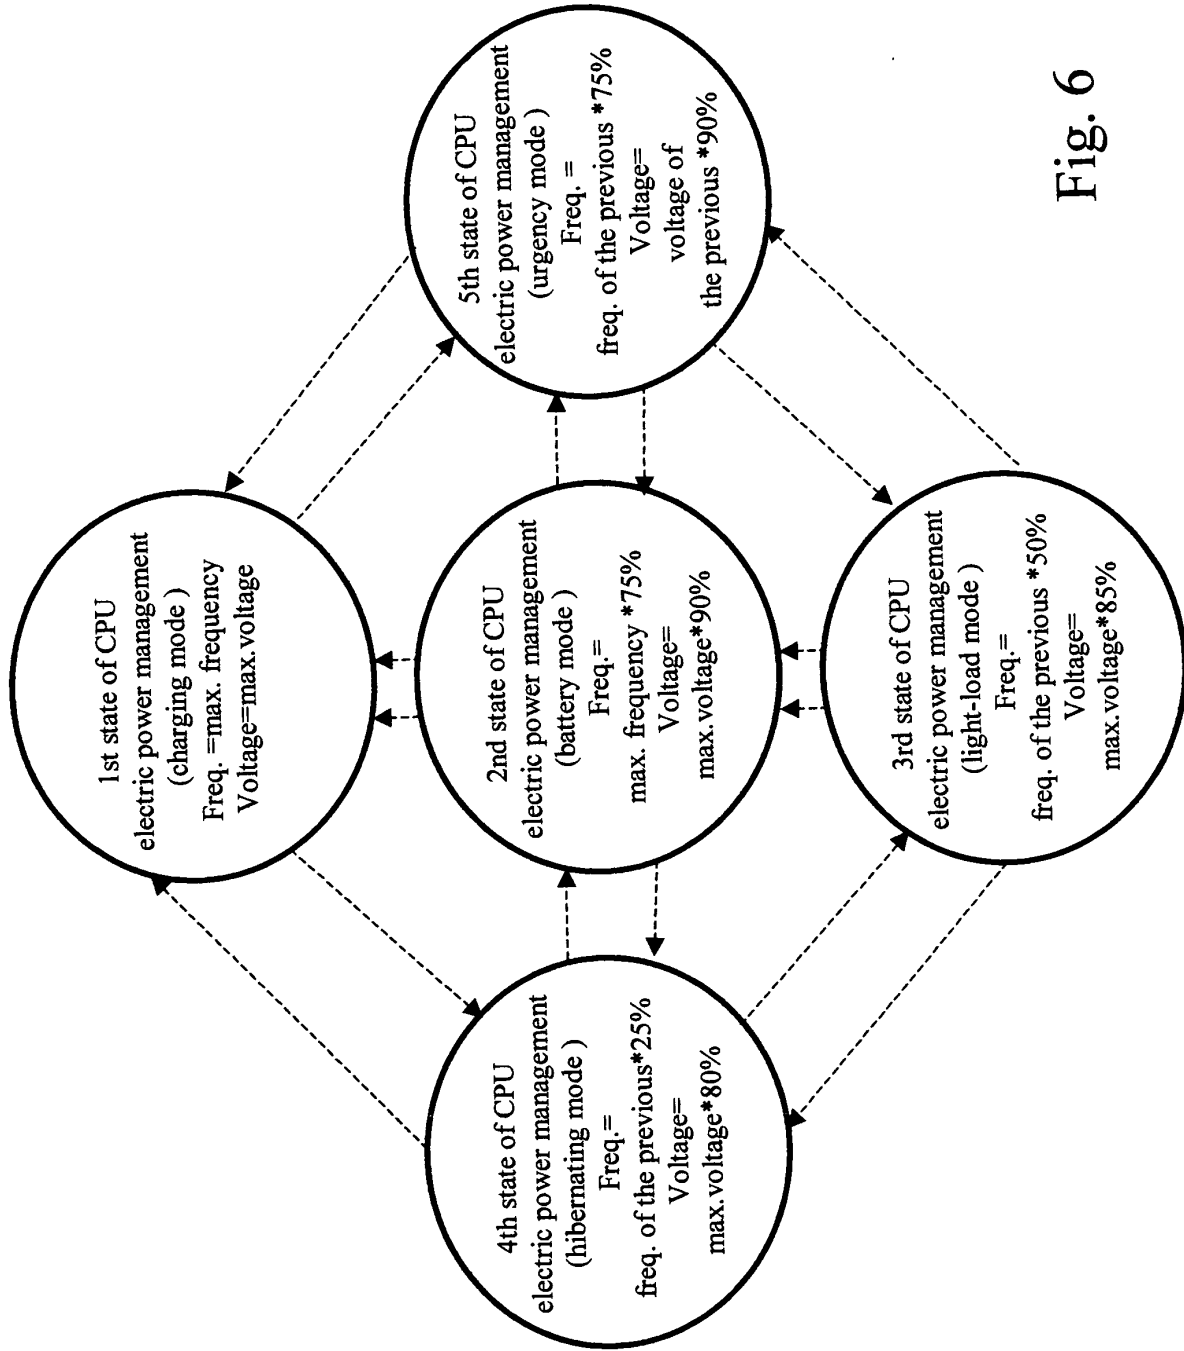 1st state of CPU
electric power management
(charging mode )
Freq. =max. frequency
Voltage=max.voltage
4th state of CPU
electric power management
(hibernating mode )
Freq.=
freq. of the previous*25%
Voltage=
max.voltage*80%
2nd state of CPU
electric power management
(battery mode )
Freq.=
max. frequency *75%
Voltage=
max.voltage*90%
5th state of CPU
electric power management
(urgency mode )
Freq. =
freq. of the previous *75%
Voltage=
voltage of
the previous *90%
3rd state of CPU
electric power management
(light-load mode )
Freq.=
freq. of the previous *50%
Voltage=
max.voltage*85%
Fig. 6